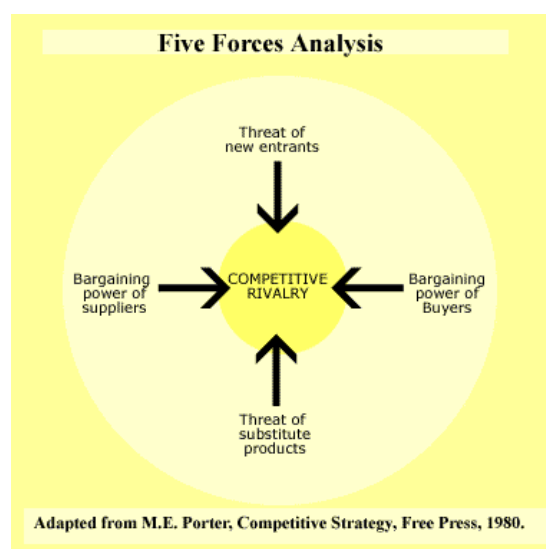 Five Forces Analysis
Threat of
new entrants
Bargaining
power of
suppliers
COMPETITIVE
RIVALRY
Bargaining
power of
Buyers
Threat of
substitute
products
Adapted from M.E. Porter, Competitive Strategy, Free Press, 1980.